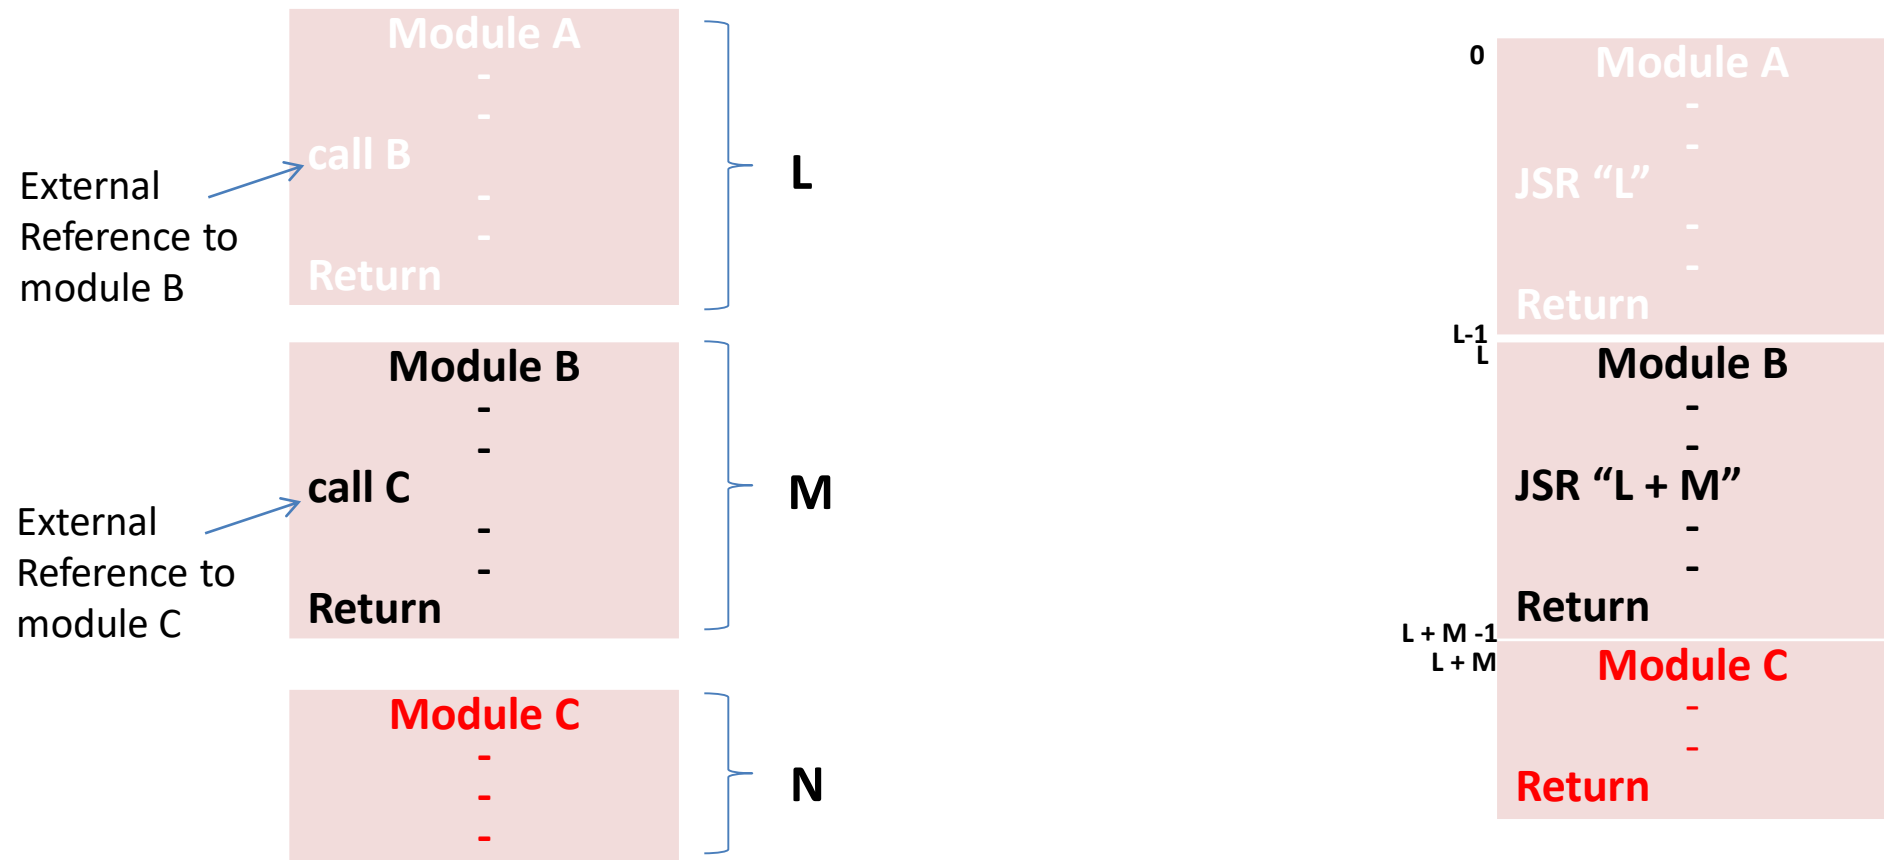 Module A
-
-
call B
-
-
Return
External
Reference to
module B
L
Module B
-
-
call C
-
-
Return
External
Reference to
module C
M
Module C
-
-
-
N
0
Module A
-
-
JSR “L”
-
-
Return
L-1
L
Module B
-
-
JSR “L + M”
-
-
Return
L + M -1
L + M
Module C
-
-
Return